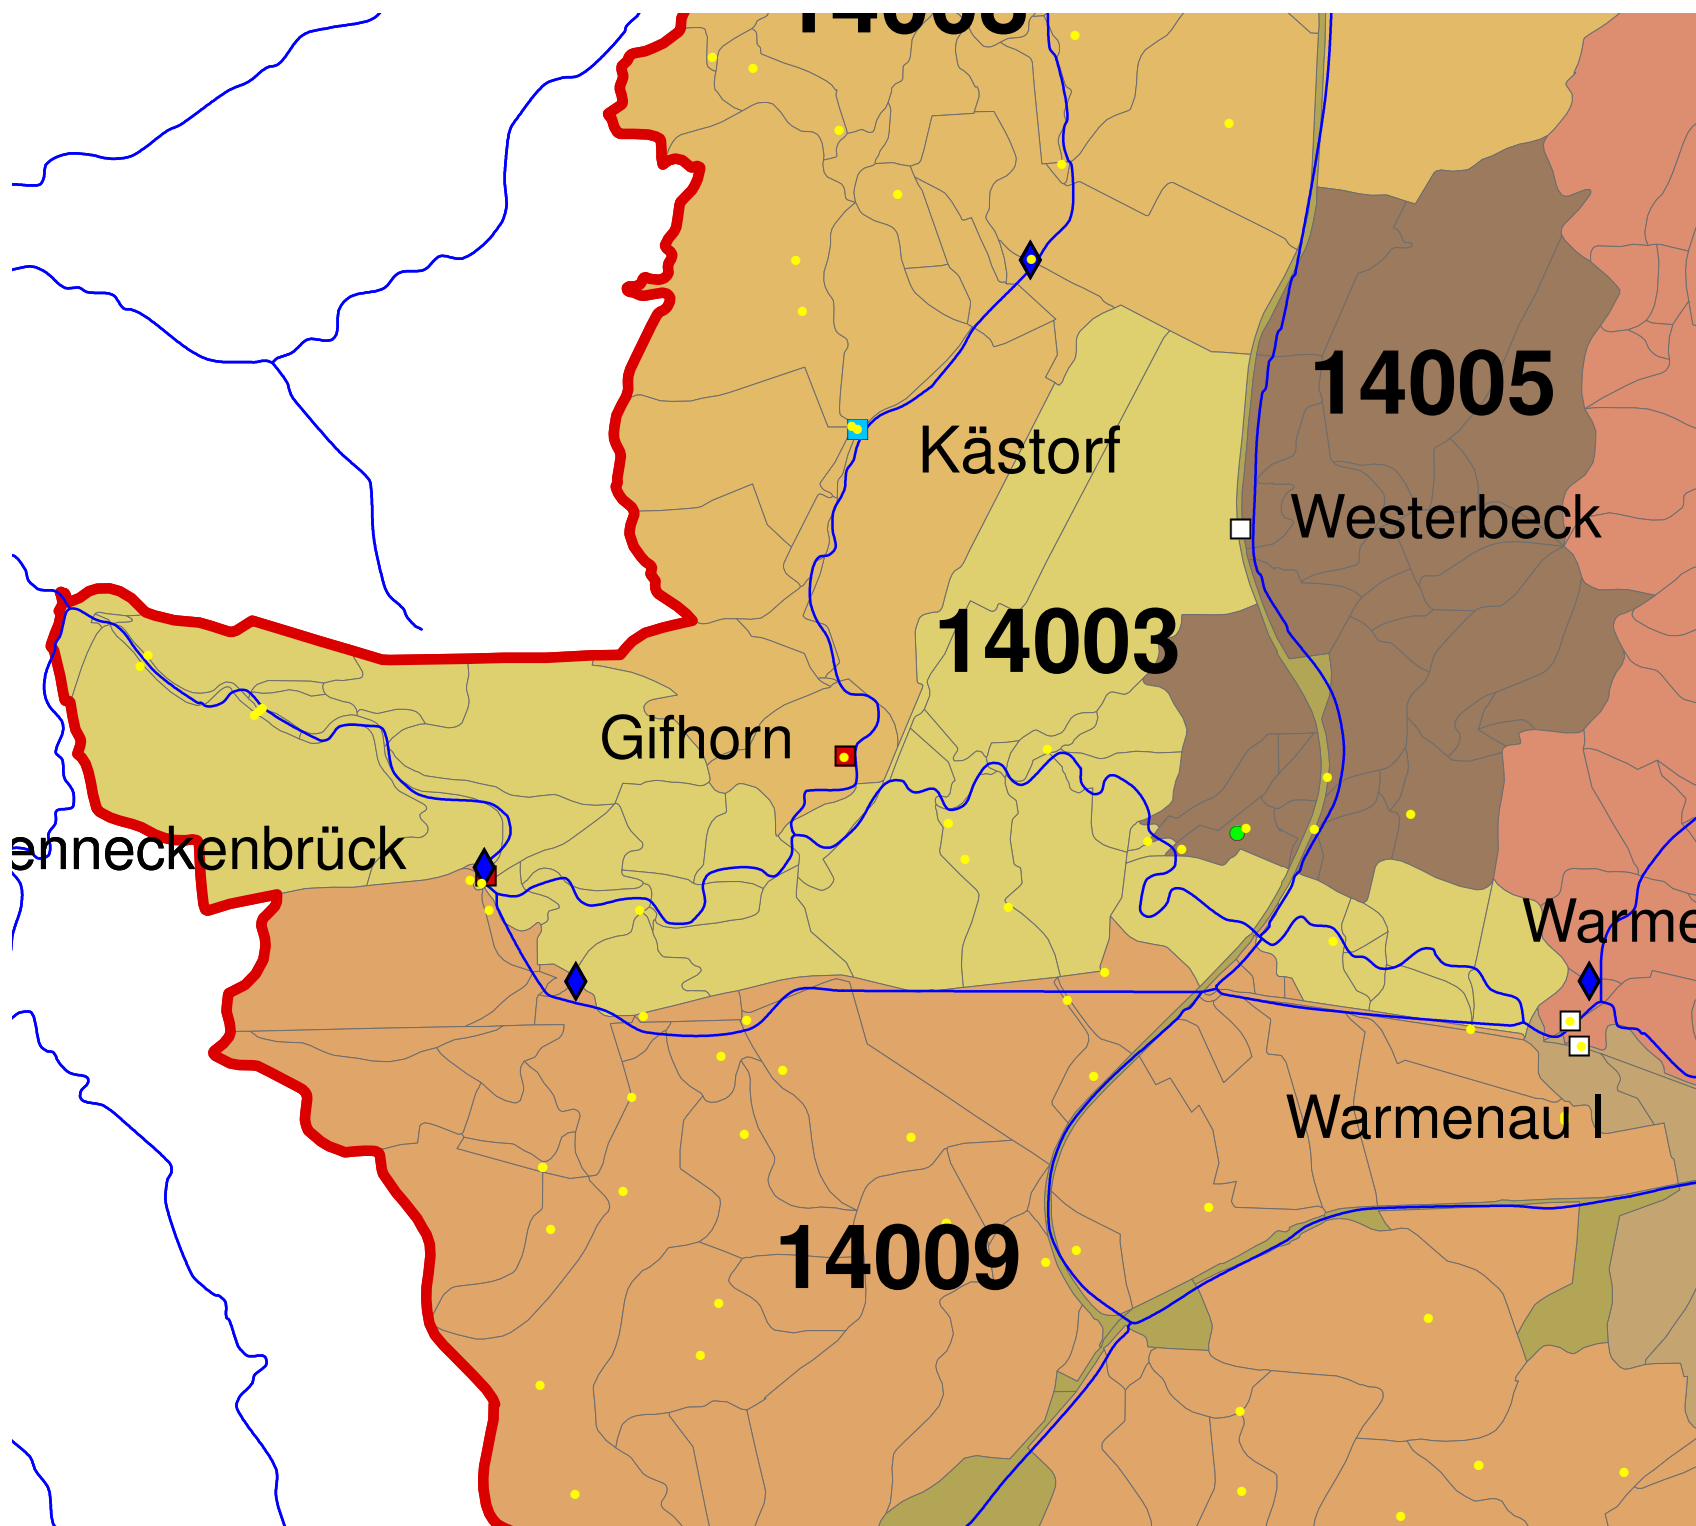 14005
Kästorf
Westerbeck
14003
Gifhorn
enneckenbrück
Warme
Warmenau I
14009